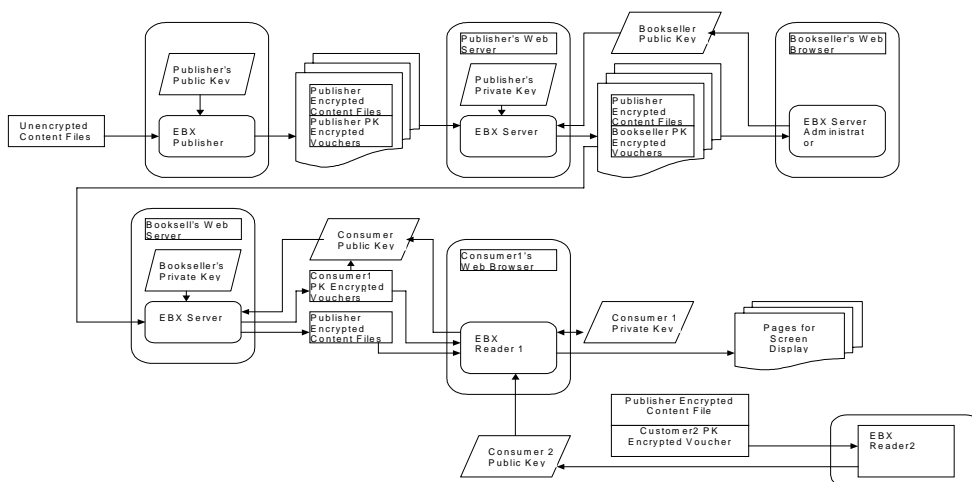 Publisher's Web
Server
Bookseller
Public Key
Bookseller's Web
Browser
Publisher's
Public Key
Publisher
Encrypted
Content Files
Publisher PK
Encrypted
Vouchers
Publisher's
Private Key
Publisher
Encrypted
Content Files
Bookseller PK
Encrypted
Vouchers
Unencrypted
Content Files
EBX
Publisher
EBX Server
EBX Server
Administrat
or
Booksell's Web
Server
Consumer
Public Key
Consumer1's
Web Browser
Bookseller's
Private Key
Consumer1
PK Encrypted
Vouchers
EBX Server
Publisher
Encrypted
Content Files
EBX
Reader 1
Consumer 1
Private Key
Pages for
Screen
Display
Publisher Encrypted
Content File
Customer2 PK
Encrypted Voucher
EBX
Reader2
Consumer 2
Public Key